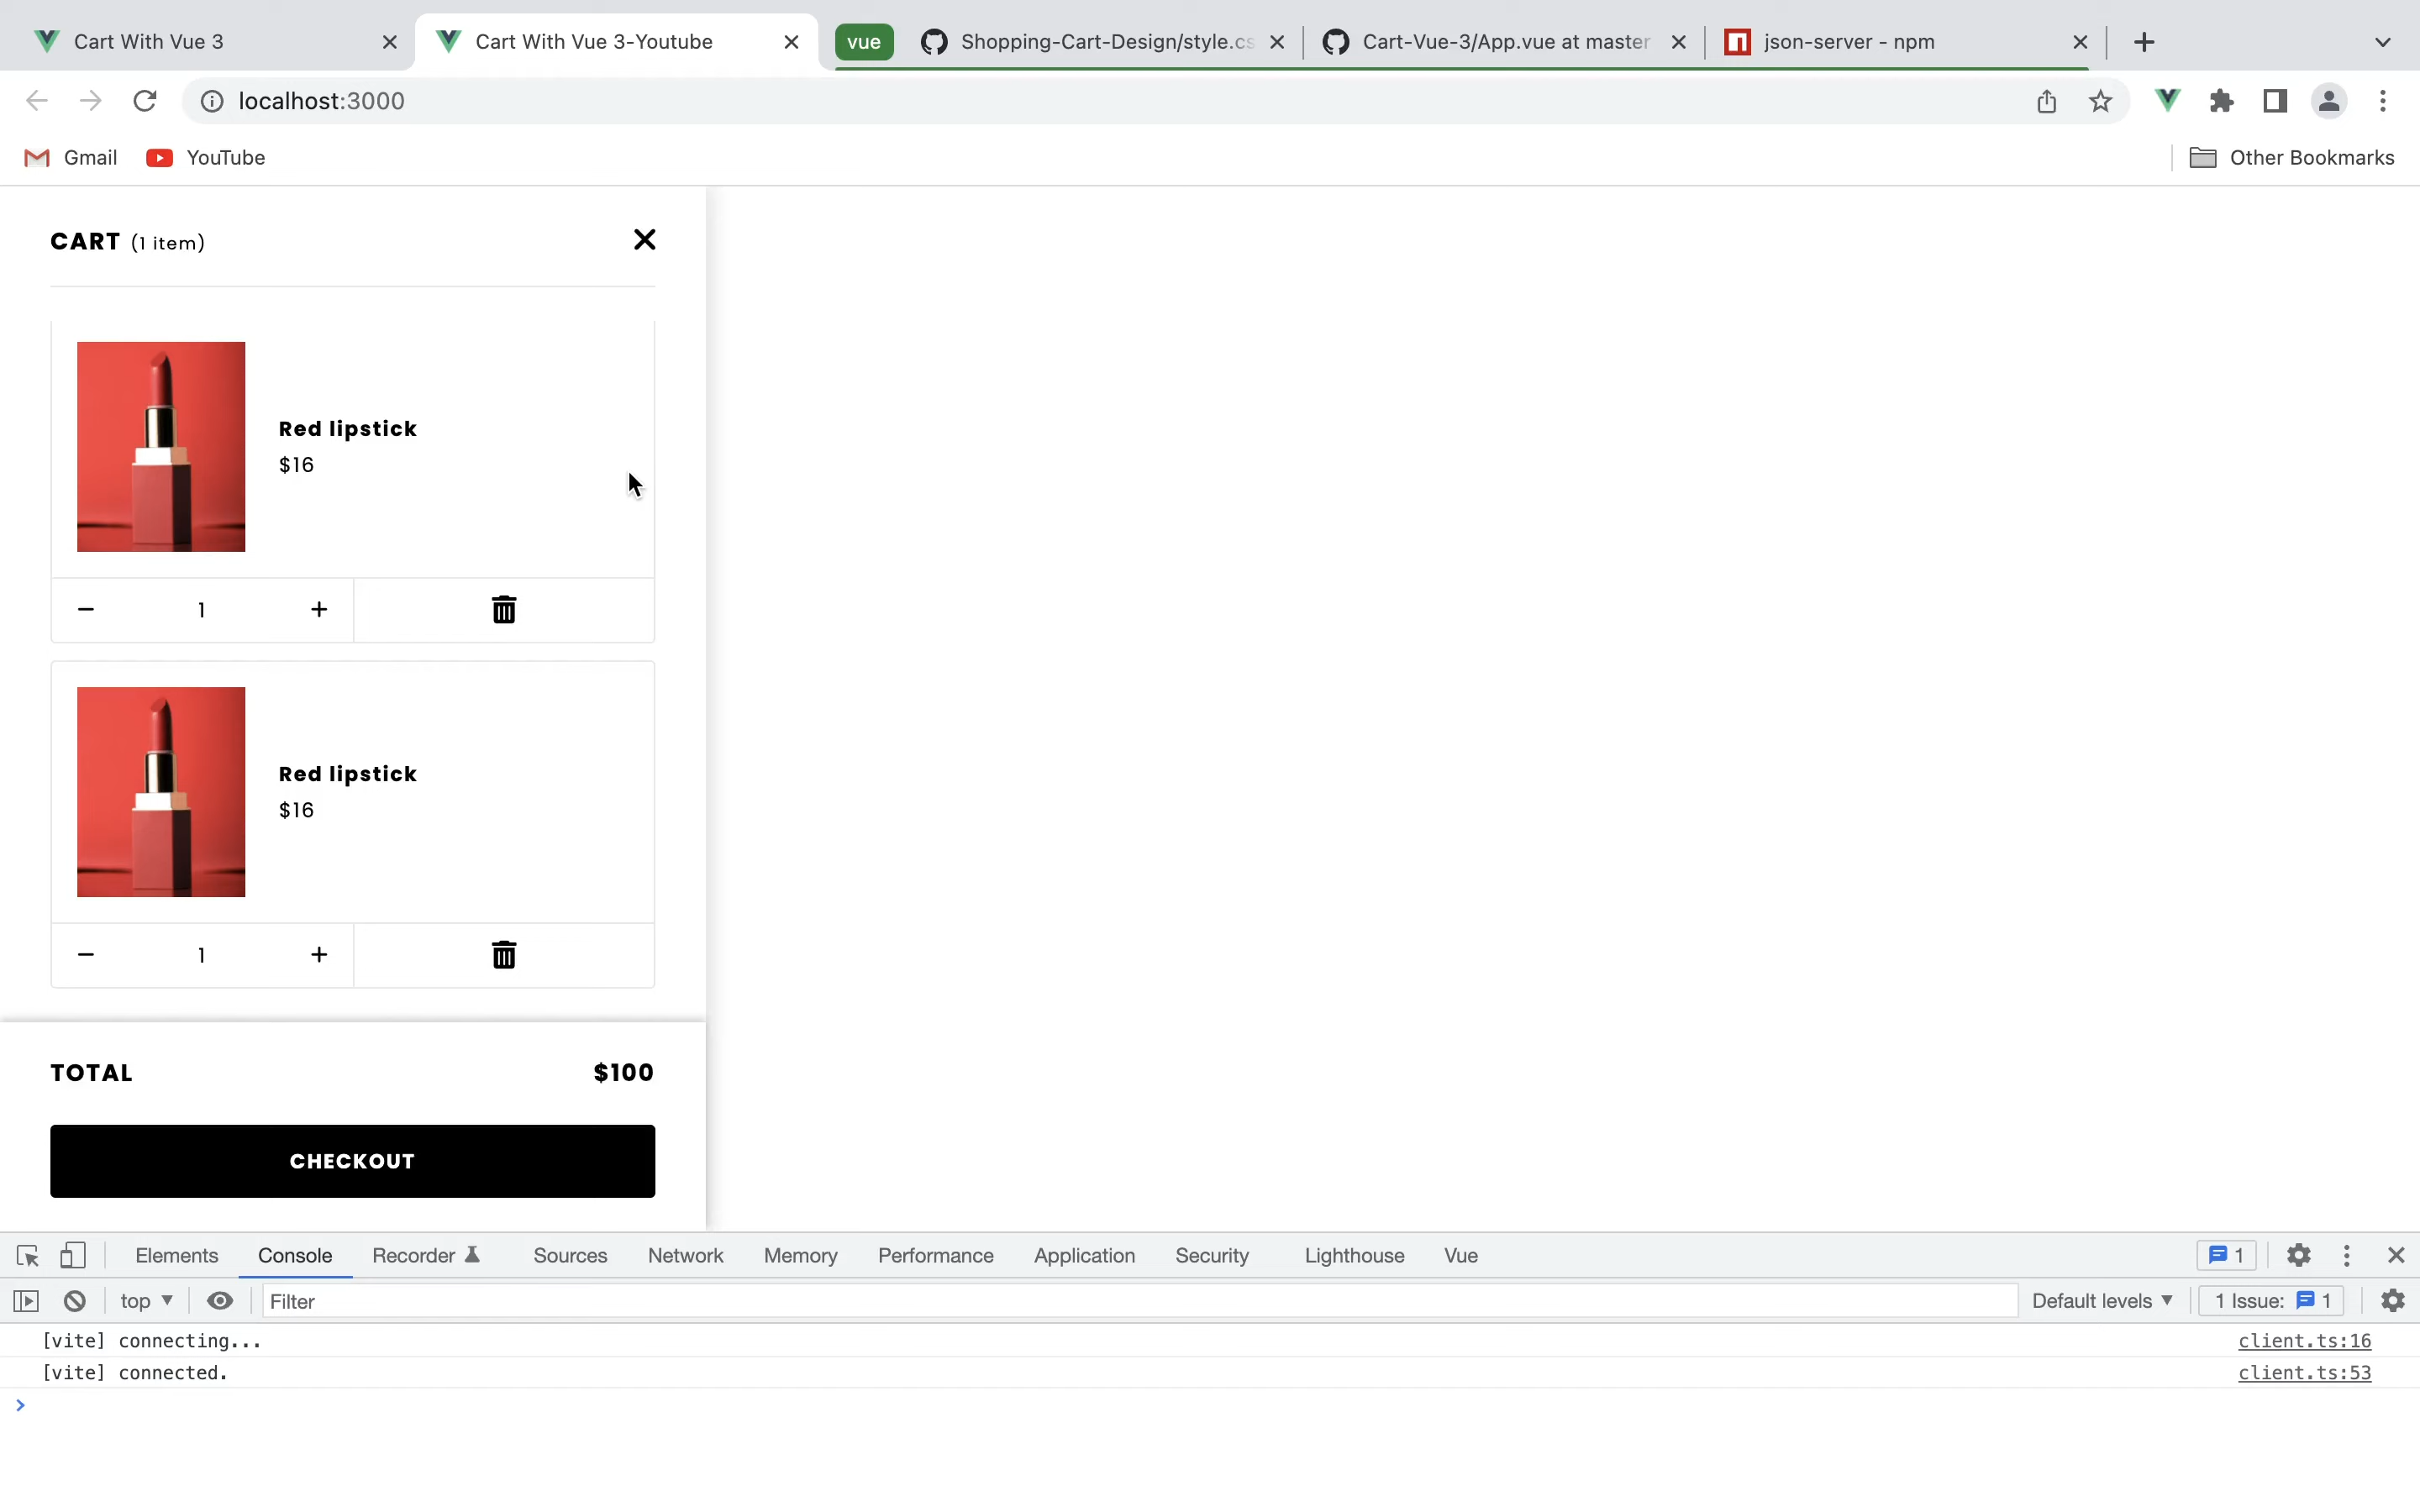 Cart With Vue 3
Cart With Vue 3-Youtube
vue
Shopping-Cart-Design/style.cs
Cart-Vue-3/App.vue at master
json-server - npm
localhost:3000
Gmail
YouTube
Other Bookmarks
CART (1 item)
Red lipstick
$16
− 1 +
Red lipstick
$16
− 1 +
TOTAL $100
CHECKOUT
Elements Console Recorder Sources Network Memory Performance Application Security Lighthouse Vue 1
top Filter Default levels 1 Issue: 1
[vite] connecting... client.ts:16
[vite] connected. client.ts:53